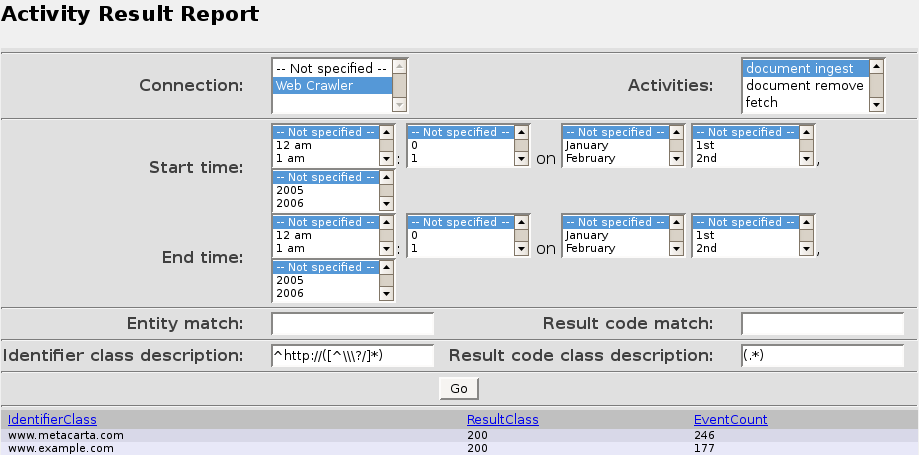 Activity Result Report
Connection: -- Not specified -- Activities: document ingest
Web Crawler document remove
fetch
Start time: -- Not specified -- : -- Not specified -- on -- Not specified -- -- Not specified -- ,
12 am 0 January 1st
1 am 1 February 2nd
-- Not specified --
2005
2006
End time: -- Not specified -- : -- Not specified -- on -- Not specified -- -- Not specified -- ,
12 am 0 January 1st
1 am 1 February 2nd
-- Not specified --
2005
2006
Entity match: Result code match:
Identifier class description: ^http://([^\\\?/]*) Result code class description: (.*)
Go
IdentifierClass ResultClass EventCount
www.metacarta.com 200 246
www.example.com 200 177